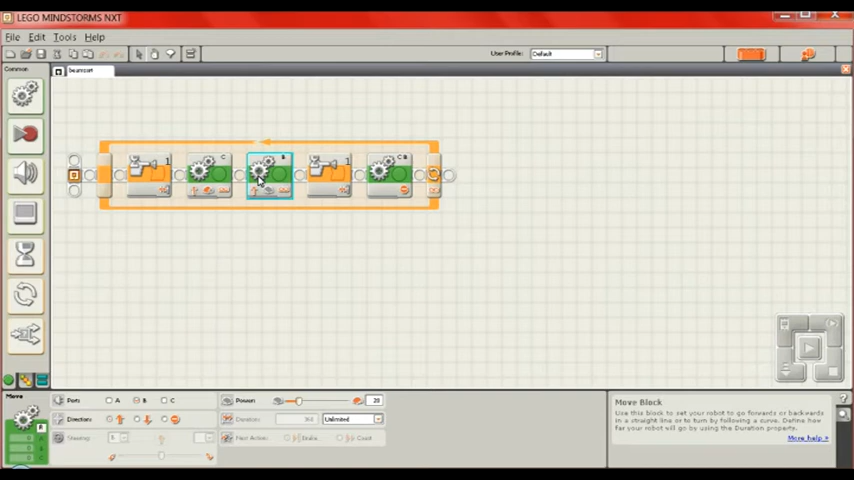 LEGO MINDSTORMS NXT
File Edit Tools Help
User Profile: Default
Common
1 C B 1 C B
Move
Port: A B C Power: 20
Direction: Duration: 360 Unlimited
Steering: Next Action: Brake Coast
B
A
B
C
Move Block
Use this block to set your robot to go forwards or backwards
in a straight line or to turn by following a curve. Define how
far your robot will go by using the Duration property.
More help »